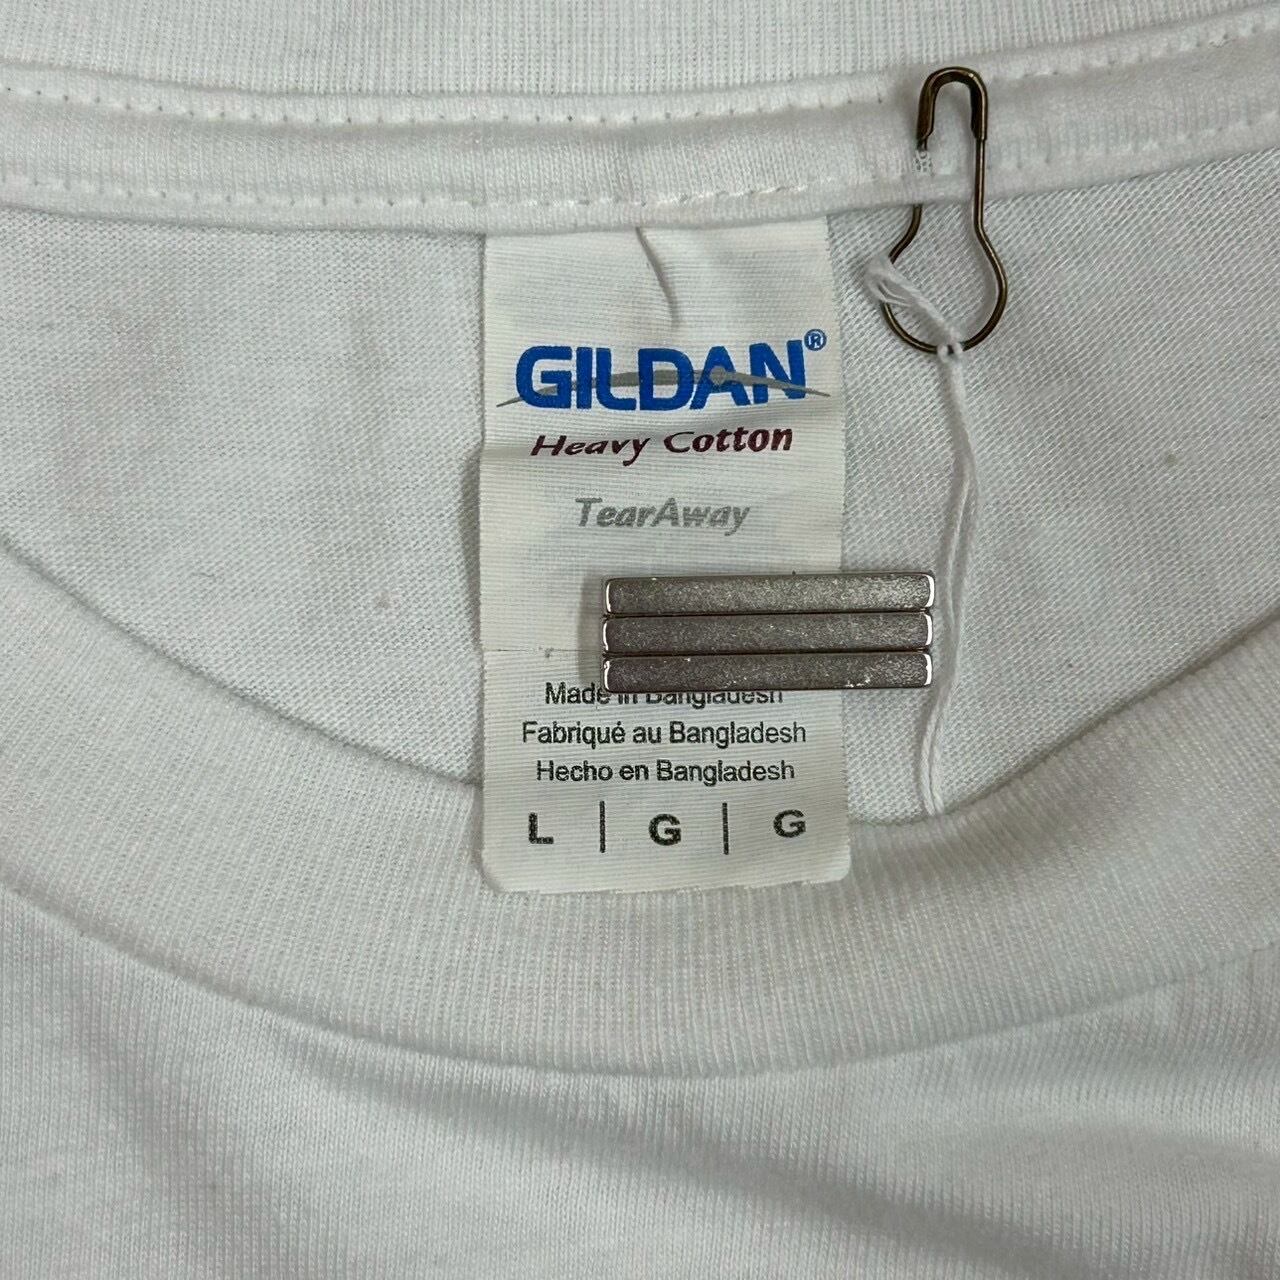 GILDAN®
Heavy Cotton
TearAway
Made in Bangladesh
Fabriqué au Bangladesh
Hecho en Bangladesh
L | G | G